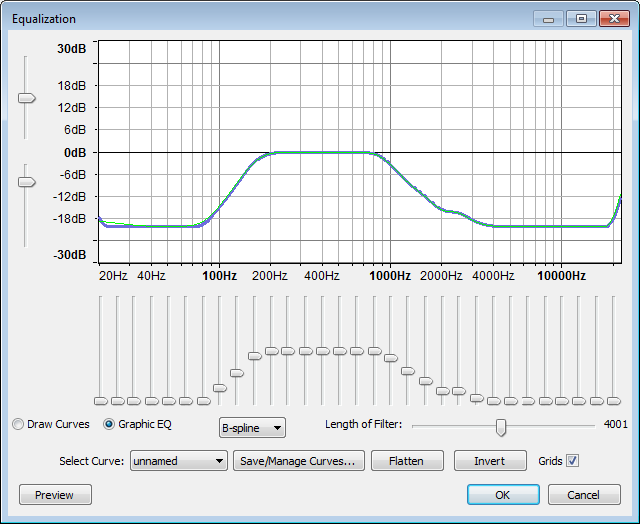 Equalization
30dB
18dB
12dB
6dB
0dB
-6dB
-12dB
-18dB
-30dB
20Hz 40Hz 100Hz 200Hz 400Hz 1000Hz 2000Hz 4000Hz 10000Hz
Draw Curves Graphic EQ B-spline Length of Filter: 4001
Select Curve: unnamed Save/Manage Curves... Flatten Invert Grids
Preview OK Cancel